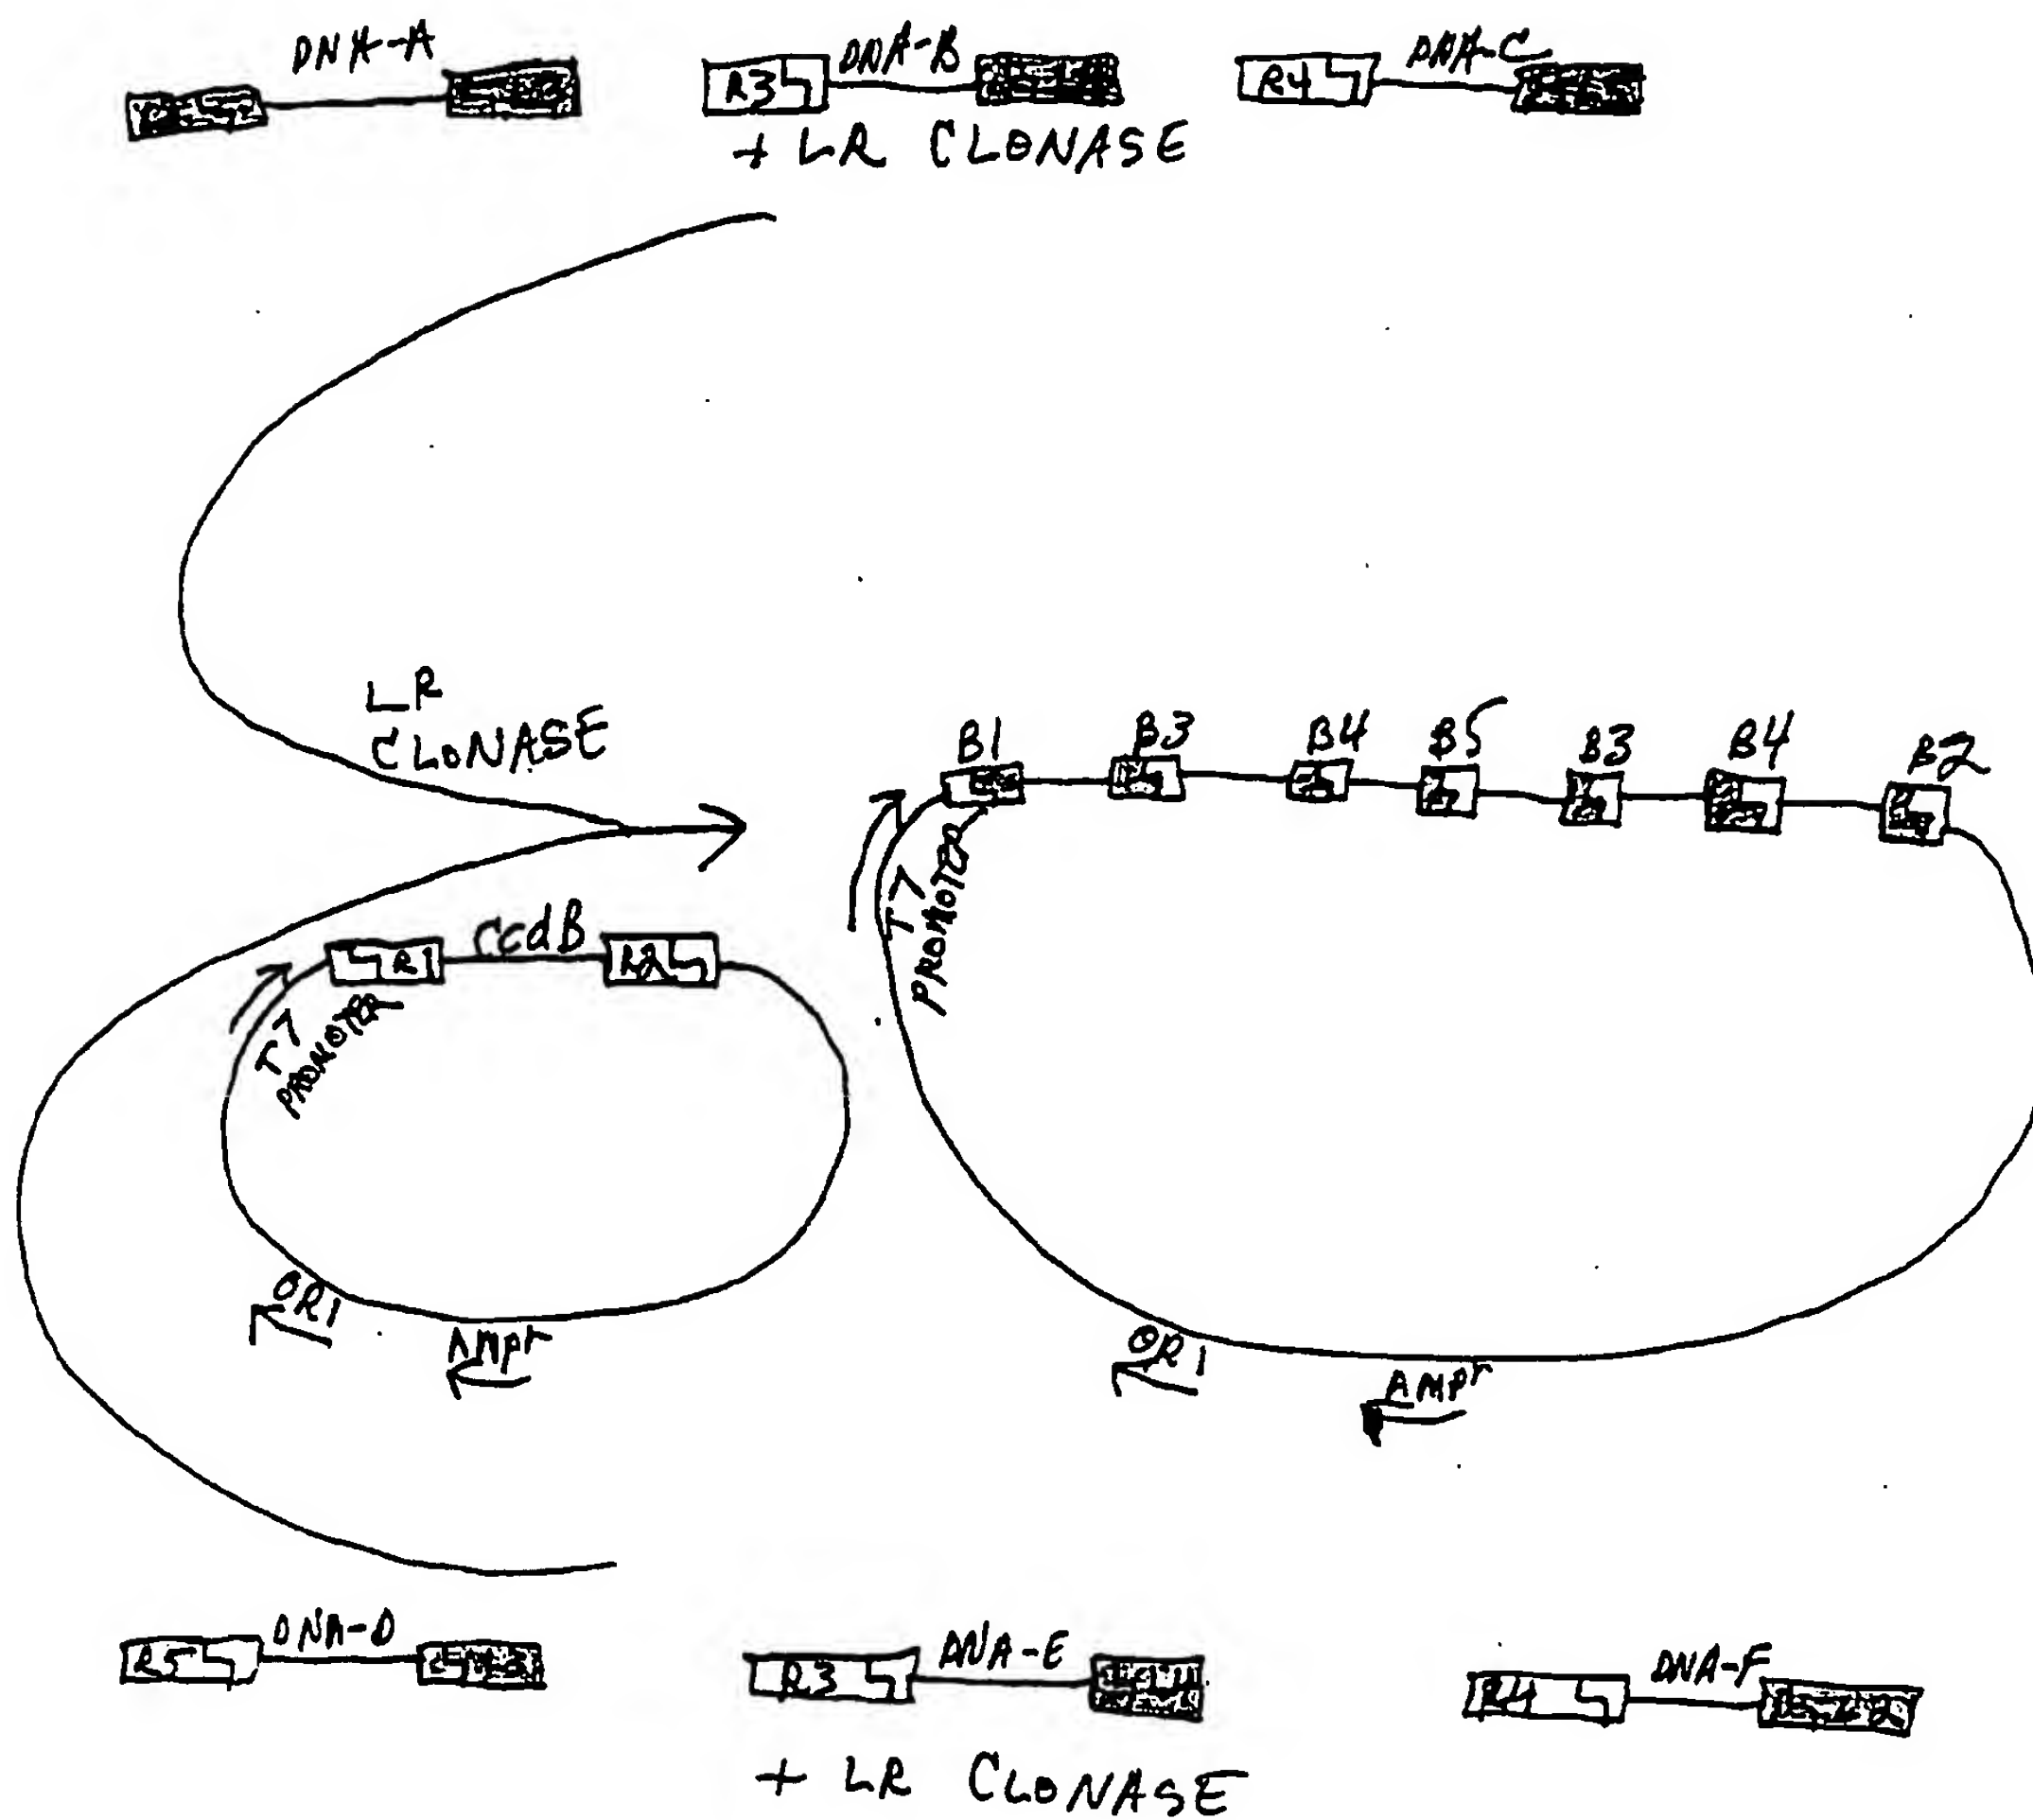 DNA-A
DNA-B
DNA-C
R3
R4
+ LR CLONASE
LR
CLONASE
B1
B3
B4
B5
B3
B4
B2
T7
PROMOTER
ccdB
R1
R2
T7
PROMOTER
ORI
Ampr
ORI
AMPr
DNA-D
DNA-E
DNA-F
R5
R3
R4
+ LR CLONASE